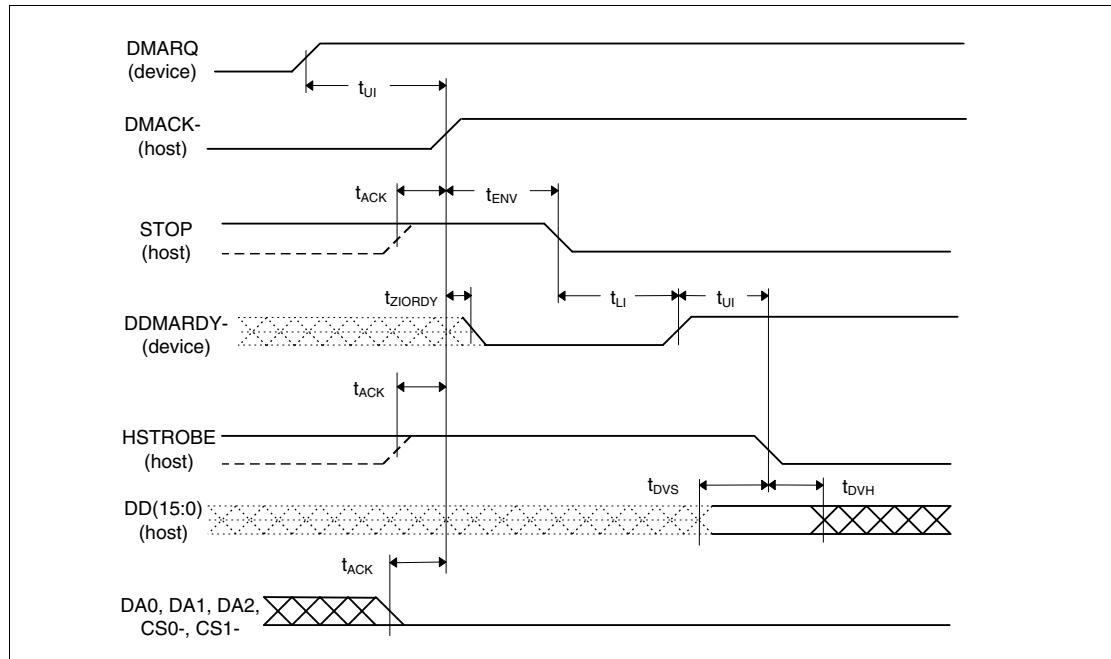 DMARQ
(device)
tUI
DMACK-
(host)
tACK
tENV
STOP
(host)
tZIORDY
tLI
tUI
DDMARDY-
(device)
tACK
HSTROBE
(host)
tDVS
tDVH
DD(15:0)
(host)
tACK
DA0, DA1, DA2,
CS0-, CS1-